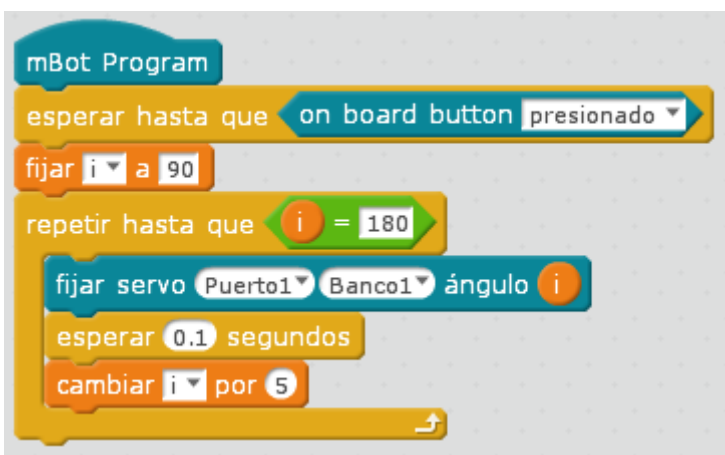 mBot Program
esperar hasta que on board button presionado
fijar i a 90
repetir hasta que i = 180
fijar servo Puerto1 Banco1 ángulo i
esperar 0.1 segundos
cambiar i por 5